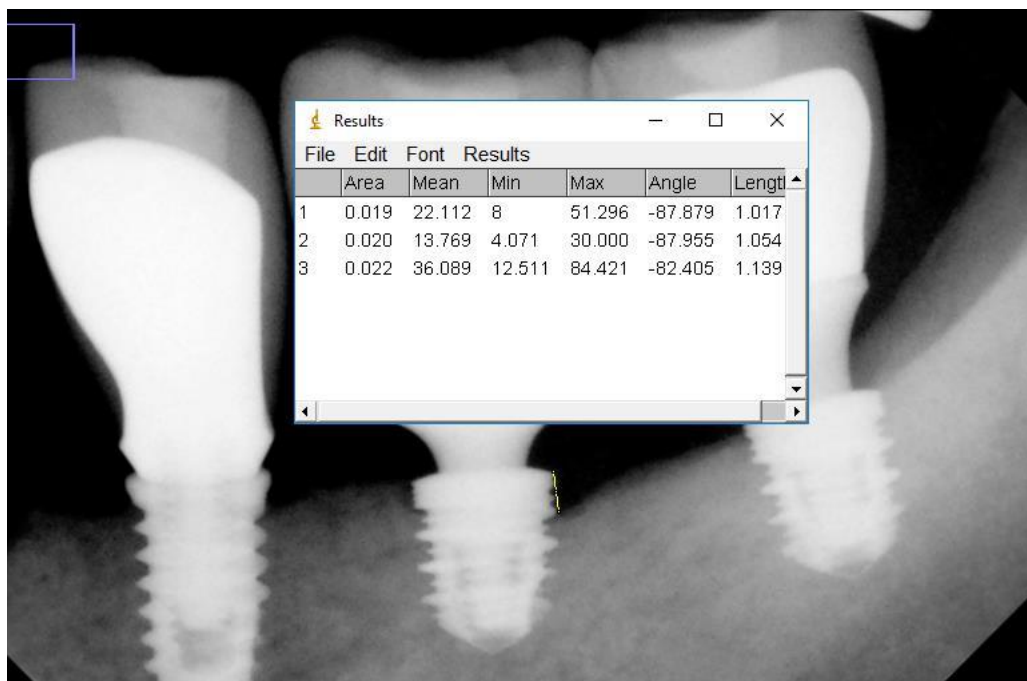 Results
File Edit Font Results
Area Mean Min Max Angle Lengt
1 0.019 22.112 8 51.296 -87.879 1.017
2 0.020 13.769 4.071 30.000 -87.955 1.054
3 0.022 36.089 12.511 84.421 -82.405 1.139